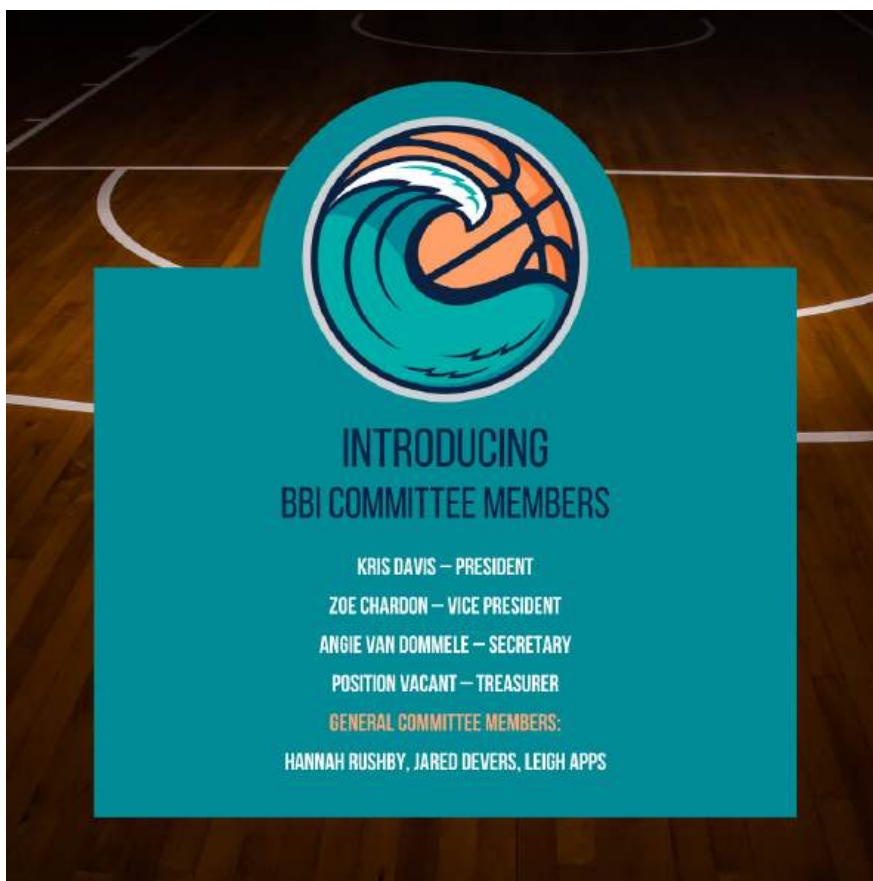 INTRODUCING
BBI COMMITTEE MEMBERS
KRIS DAVIS – PRESIDENT
ZOE CHARDON – VICE PRESIDENT
ANGIE VAN DOMMELE – SECRETARY
POSITION VACANT – TREASURER
GENERAL COMMITTEE MEMBERS:
HANNAH RUSHBY, JARED DEVERS, LEIGH APPS